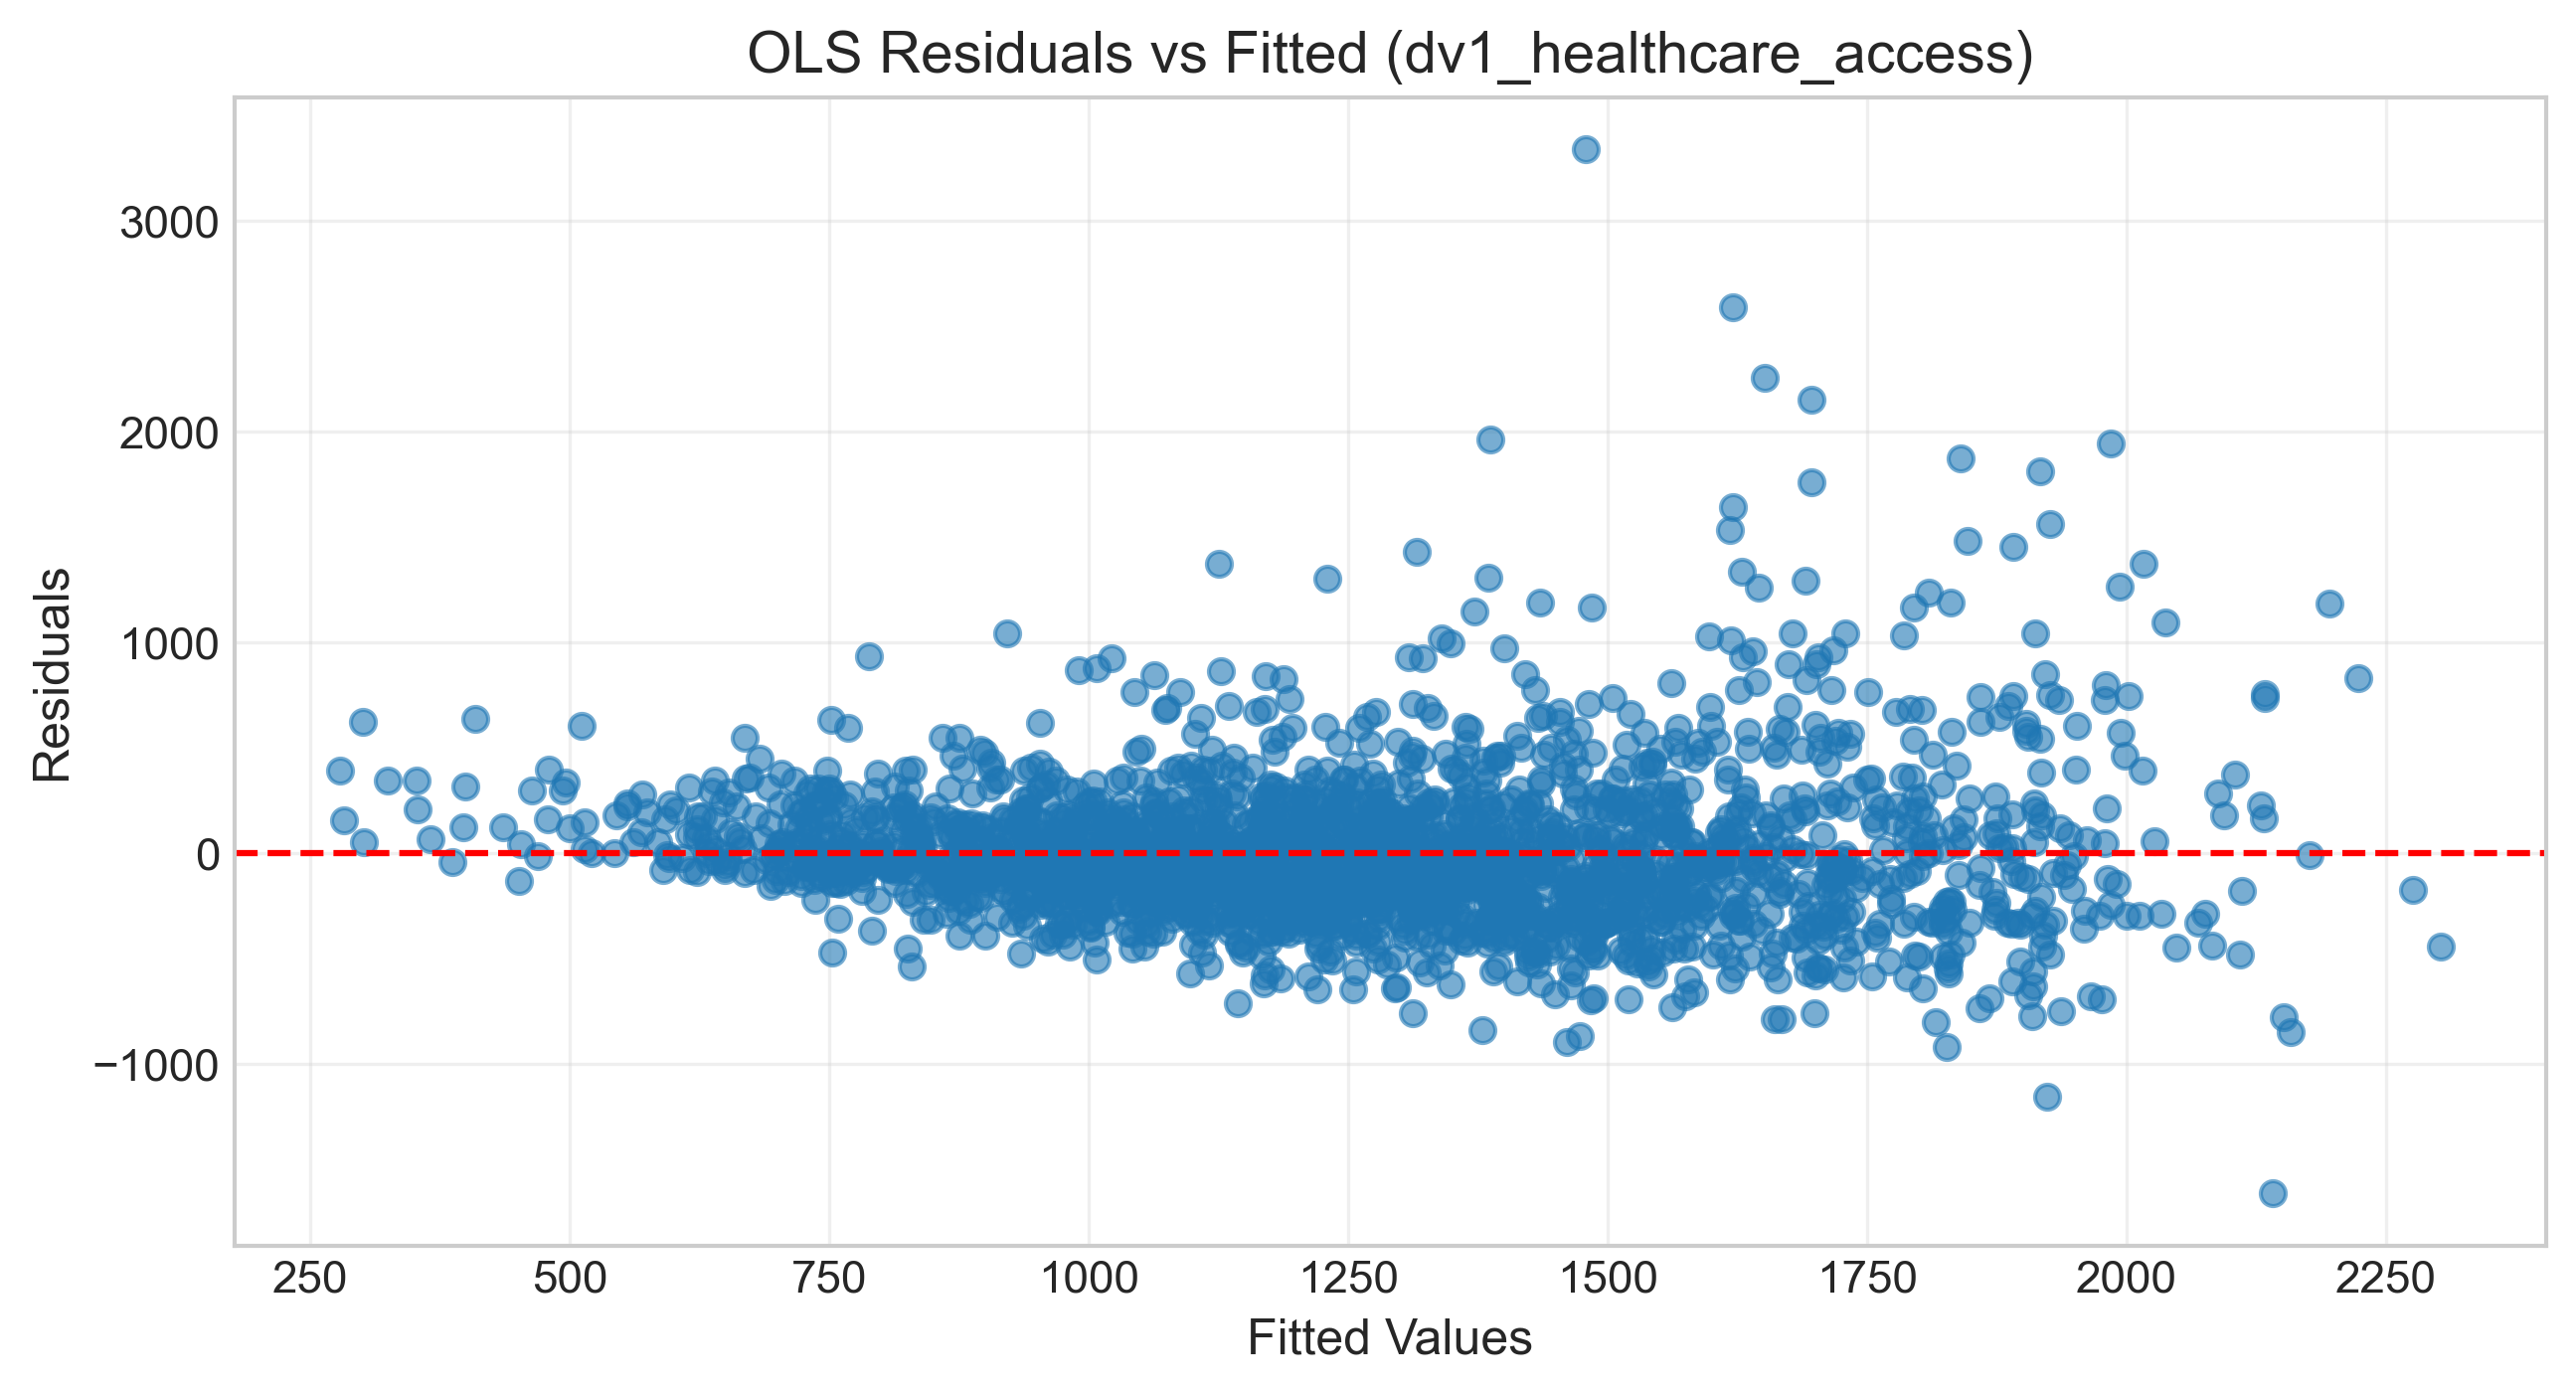 OLS Residuals vs Fitted (dv1_healthcare_access)
3000
2000
1000
0
−1000
Residuals
250 500 750 1000 1250 1500 1750 2000 2250
Fitted Values